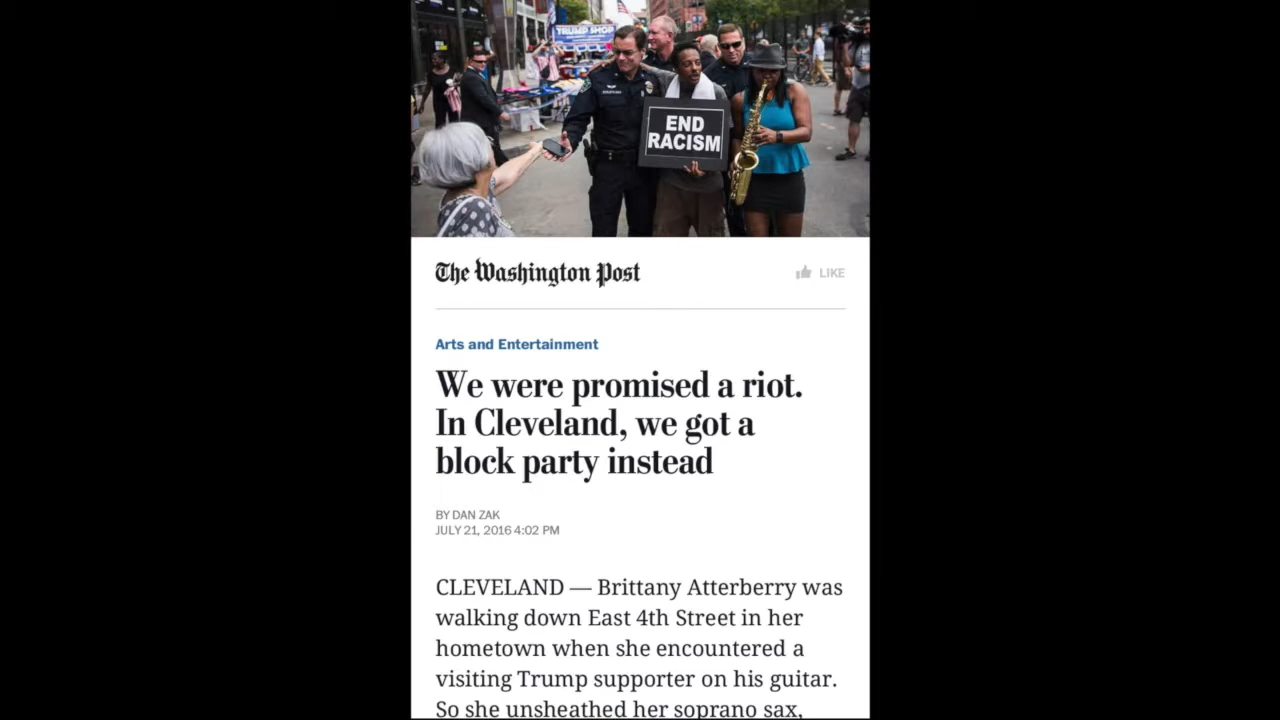 TRUMP SHOP
END
RACISM
The Washington Post
LIKE
Arts and Entertainment
We were promised a riot.
In Cleveland, we got a
block party instead
BY DAN ZAK
JULY 21, 2016 4:02 PM
CLEVELAND — Brittany Atterberry was
walking down East 4th Street in her
hometown when she encountered a
visiting Trump supporter on his guitar.
So she unsheathed her soprano sax,